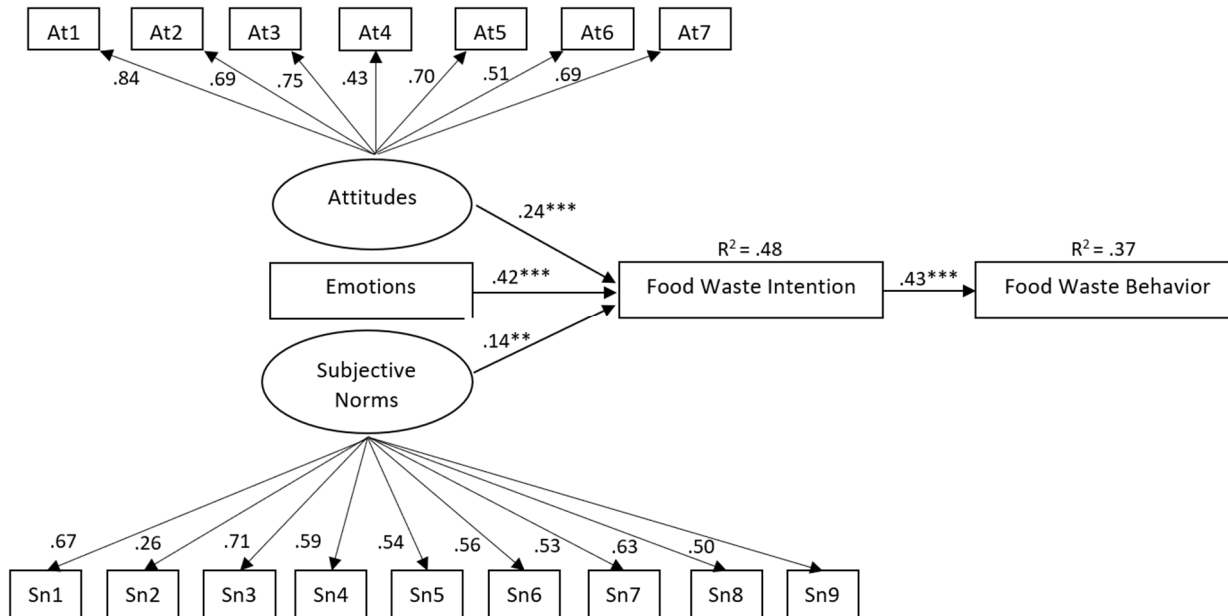 At1 At2 At3 At4 At5 At6 At7
.84 .69 .75 .43 .70 .51 .69
Attitudes
.24***
R² = .48 R² = .37
Emotions .42*** Food Waste Intention .43*** Food Waste Behavior
.14**
Subjective
Norms
.67 .26 .71 .59 .54 .56 .53 .63 .50
Sn1 Sn2 Sn3 Sn4 Sn5 Sn6 Sn7 Sn8 Sn9